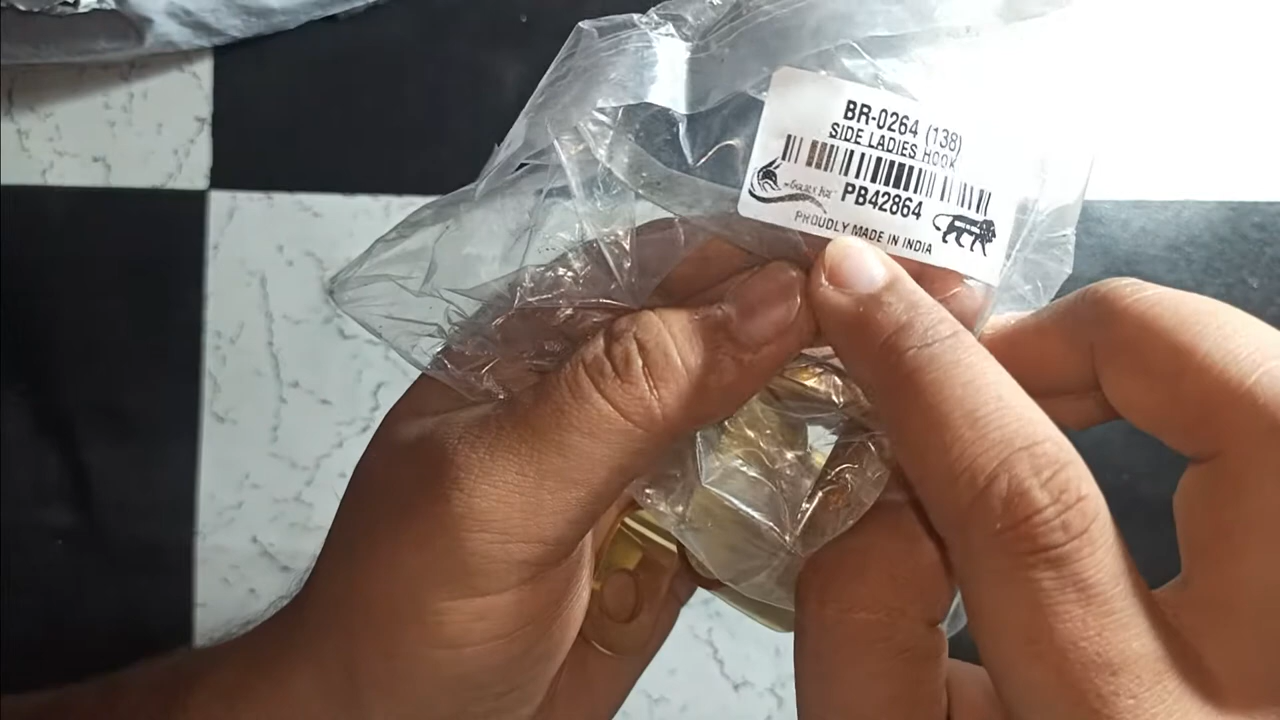 BR-0264 (138)
SIDE LADIES HOOK
PB42864
PROUDLY MADE IN INDIA